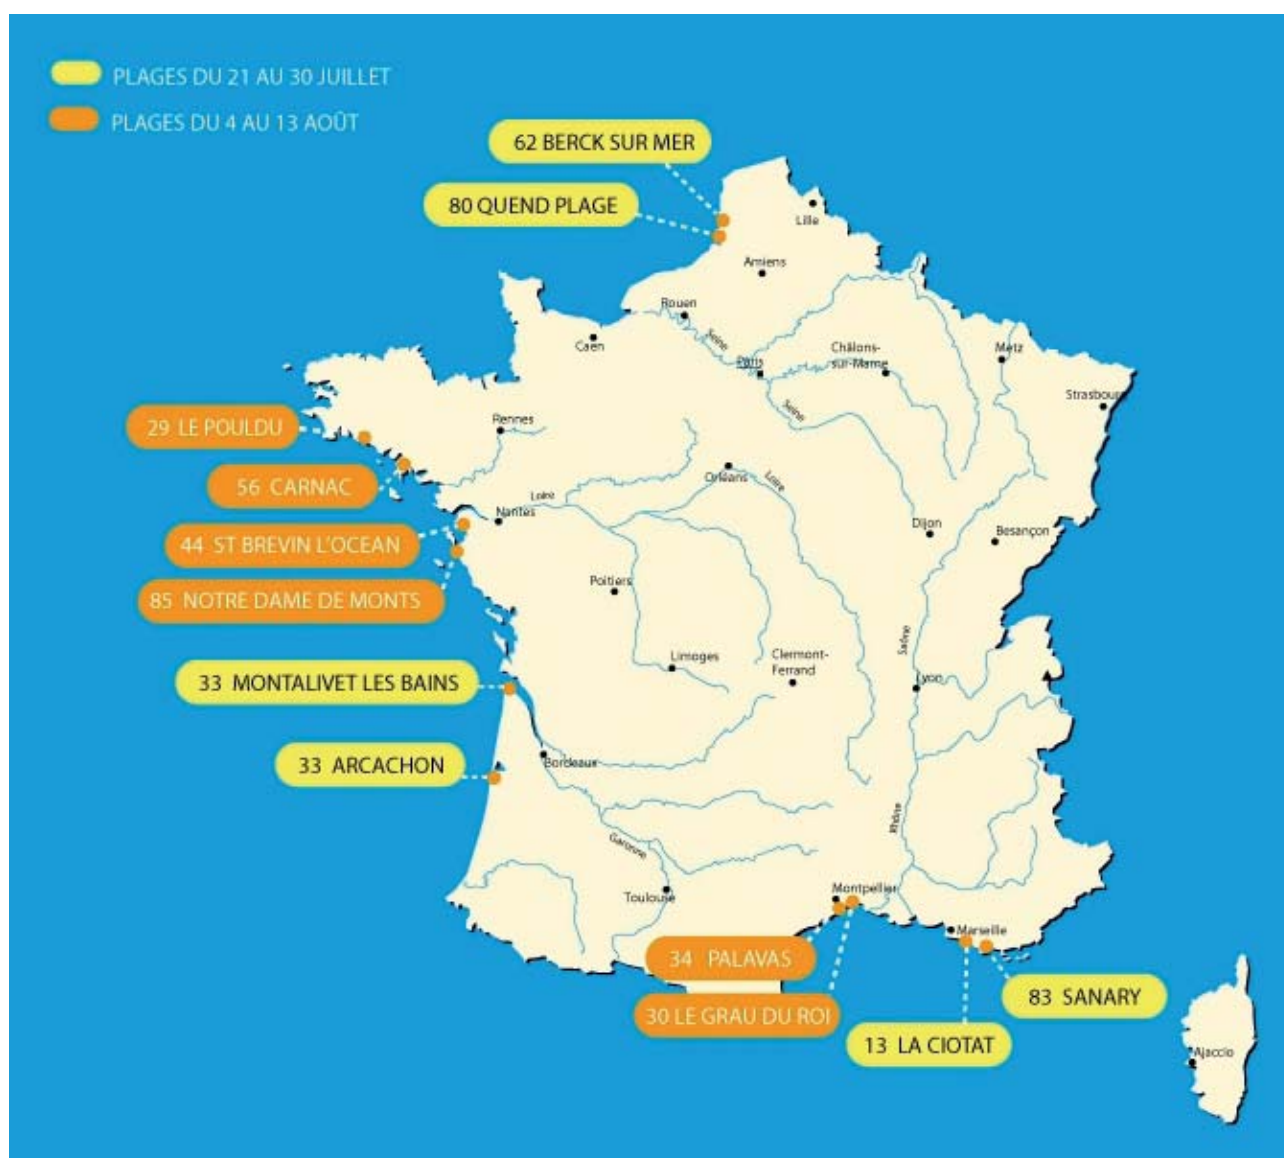 PLAGES DU 21 AU 30 JUILLET
PLAGES DU 4 AU 13 AOÛT
62 BERCK SUR MER
80 QUEND PLAGE
Lille
Amiens
Rouen
Seine
Caen
Paris
Châlons-
sur-Marne
Metz
Strasbourg
Seine
29 LE POULDU
Rennes
56 CARNAC
Orléans
Loire
Loire
Nantes
44 ST BREVIN L'OCEAN
Dijon
Besançon
85 NOTRE DAME DE MONTS
Poitiers
Saône
Limoges
Clermont-
Ferrand
33 MONTALIVET LES BAINS
Lyon
33 ARCACHON
Bordeaux
Rhône
Garonne
Toulouse
Montpellier
Marseille
34 PALAVAS
83 SANARY
30 LE GRAU DU ROI
13 LA CIOTAT
Ajaccio